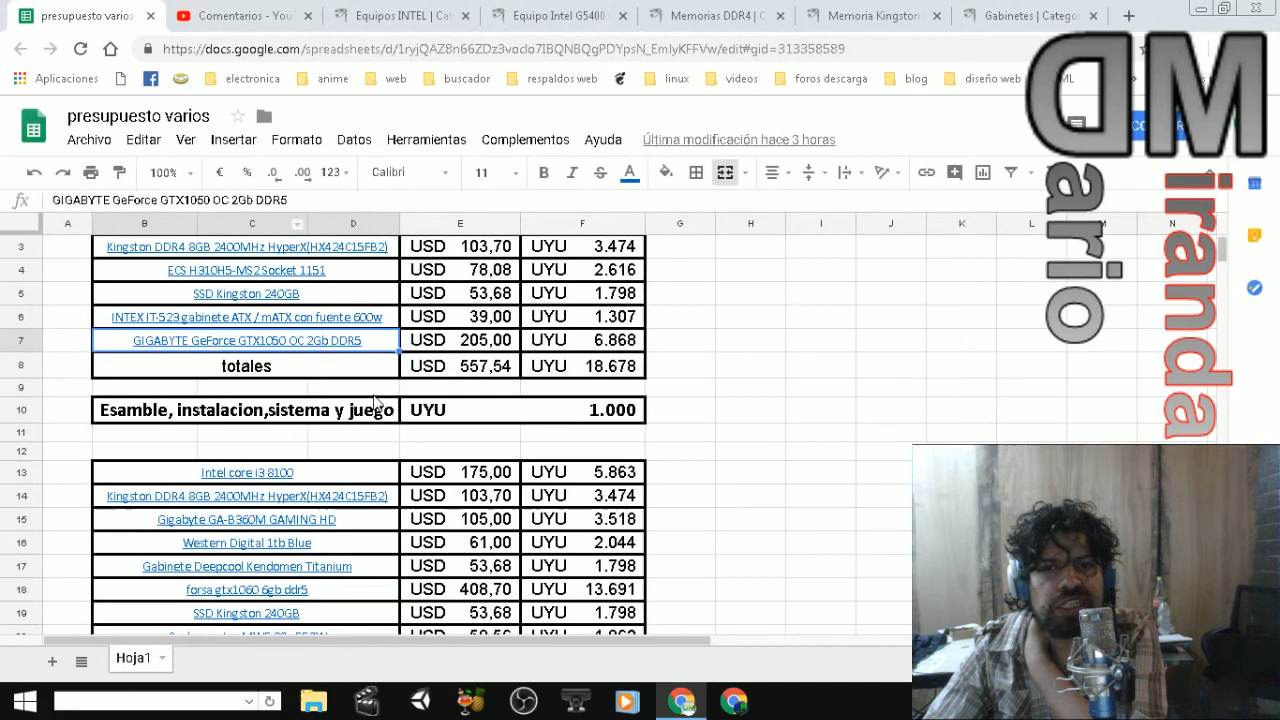 presupuesto varios
Comentarios - You
Equipos INTEL | Ca
Equipo Intel G5400
Memorias DDR4 | C
Memoria Kingston
Gabinetes | Catego
Aplicaciones
electronica
anime
web
buscador
respaldos web
linux
videos
foros descarga
blog
diseño web
presupuesto varios
Archivo Editar Ver Insertar Formato Datos Herramientas Complementos Ayuda Última modificación hace 3 horas
100% € % .0 .00 123 Calibri 11 B I S A
fx GIGABYTE GeForce GTX1050 OC 2Gb DDR5
A B C D E F G H I J K L M N
3 Kingston DDR4 8GB 2400MHz HyperX(HX424C15FB2) USD 103,70 UYU 3.474
4 ECS H310H5-MS2 Socket 1151 USD 78,08 UYU 2.616
5 SSD Kingston 240GB USD 53,68 UYU 1.798
6 INTEX IT-523 gabinete ATX / mATX con fuente 600w USD 39,00 UYU 1.307
7 GIGABYTE GeForce GTX1050 OC 2Gb DDR5 USD 205,00 UYU 6.868
8 totales USD 557,54 UYU 18.678
9
10 Esamble, instalacion,sistema y juego UYU 1.000
11
12
13 Intel core i3 8100 USD 175,00 UYU 5.863
14 Kingston DDR4 8GB 2400MHz HyperX(HX424C15FB2) USD 103,70 UYU 3.474
15 Gigabyte GA-B360M GAMING HD USD 105,00 UYU 3.518
16 Western Digital 1tb Blue USD 61,00 UYU 2.044
17 Gabinete Deepcool Kendomen Titanium USD 53,68 UYU 1.798
18 forsa gtx1060 6gb ddr5 USD 408,70 UYU 13.691
19 SSD Kingston 240GB USD 53,68 UYU 1.798
Hoja1
Dario
Miranda